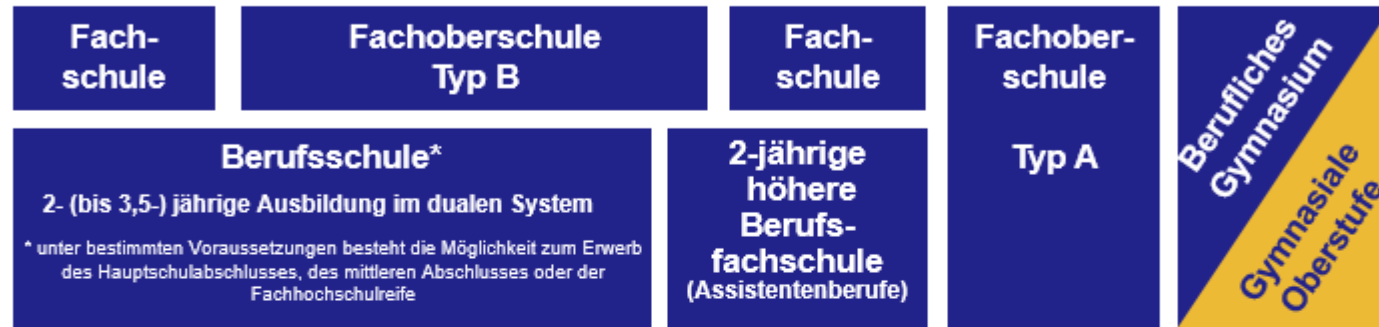 Fach-
schule
Fachoberschule
Typ B
Fach-
schule
Fachober-
schule
Typ A
Berufliches
Gymnasium
Gymnasiale
Oberstufe
Berufsschule*
2- (bis 3,5-) jährige Ausbildung im dualen System
* unter bestimmten Voraussetzungen besteht die Möglichkeit zum Erwerb
des Hauptschulabschlusses, des mittleren Abschlusses oder der
Fachhochschulreife
2-jährige
höhere
Berufs-
fachschule
(Assistentenberufe)